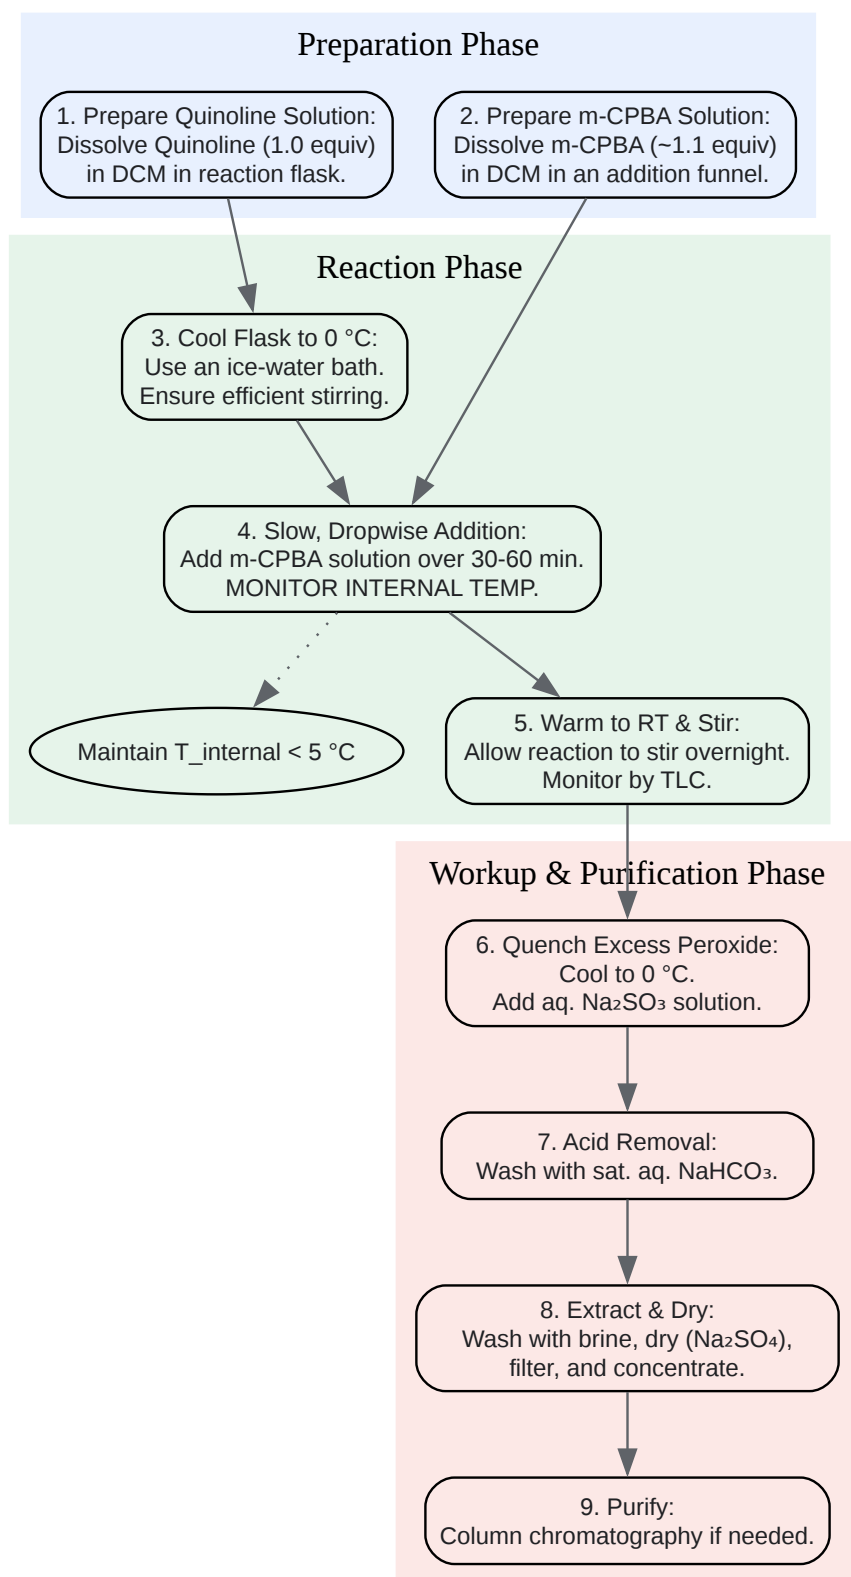 Preparation Phase
1. Prepare Quinoline Solution:
Dissolve Quinoline (1.0 equiv)
in DCM in reaction flask.
2. Prepare m-CPBA Solution:
Dissolve m-CPBA (~1.1 equiv)
in DCM in an addition funnel.
Reaction Phase
3. Cool Flask to 0 °C:
Use an ice-water bath.
Ensure efficient stirring.
4. Slow, Dropwise Addition:
Add m-CPBA solution over 30-60 min.
MONITOR INTERNAL TEMP.
Maintain T_internal < 5 °C
5. Warm to RT & Stir:
Allow reaction to stir overnight.
Monitor by TLC.
Workup & Purification Phase
6. Quench Excess Peroxide:
Cool to 0 °C.
Add aq. Na₂SO₃ solution.
7. Acid Removal:
Wash with sat. aq. NaHCO₃.
8. Extract & Dry:
Wash with brine, dry (Na₂SO₄),
filter, and concentrate.
9. Purify:
Column chromatography if needed.